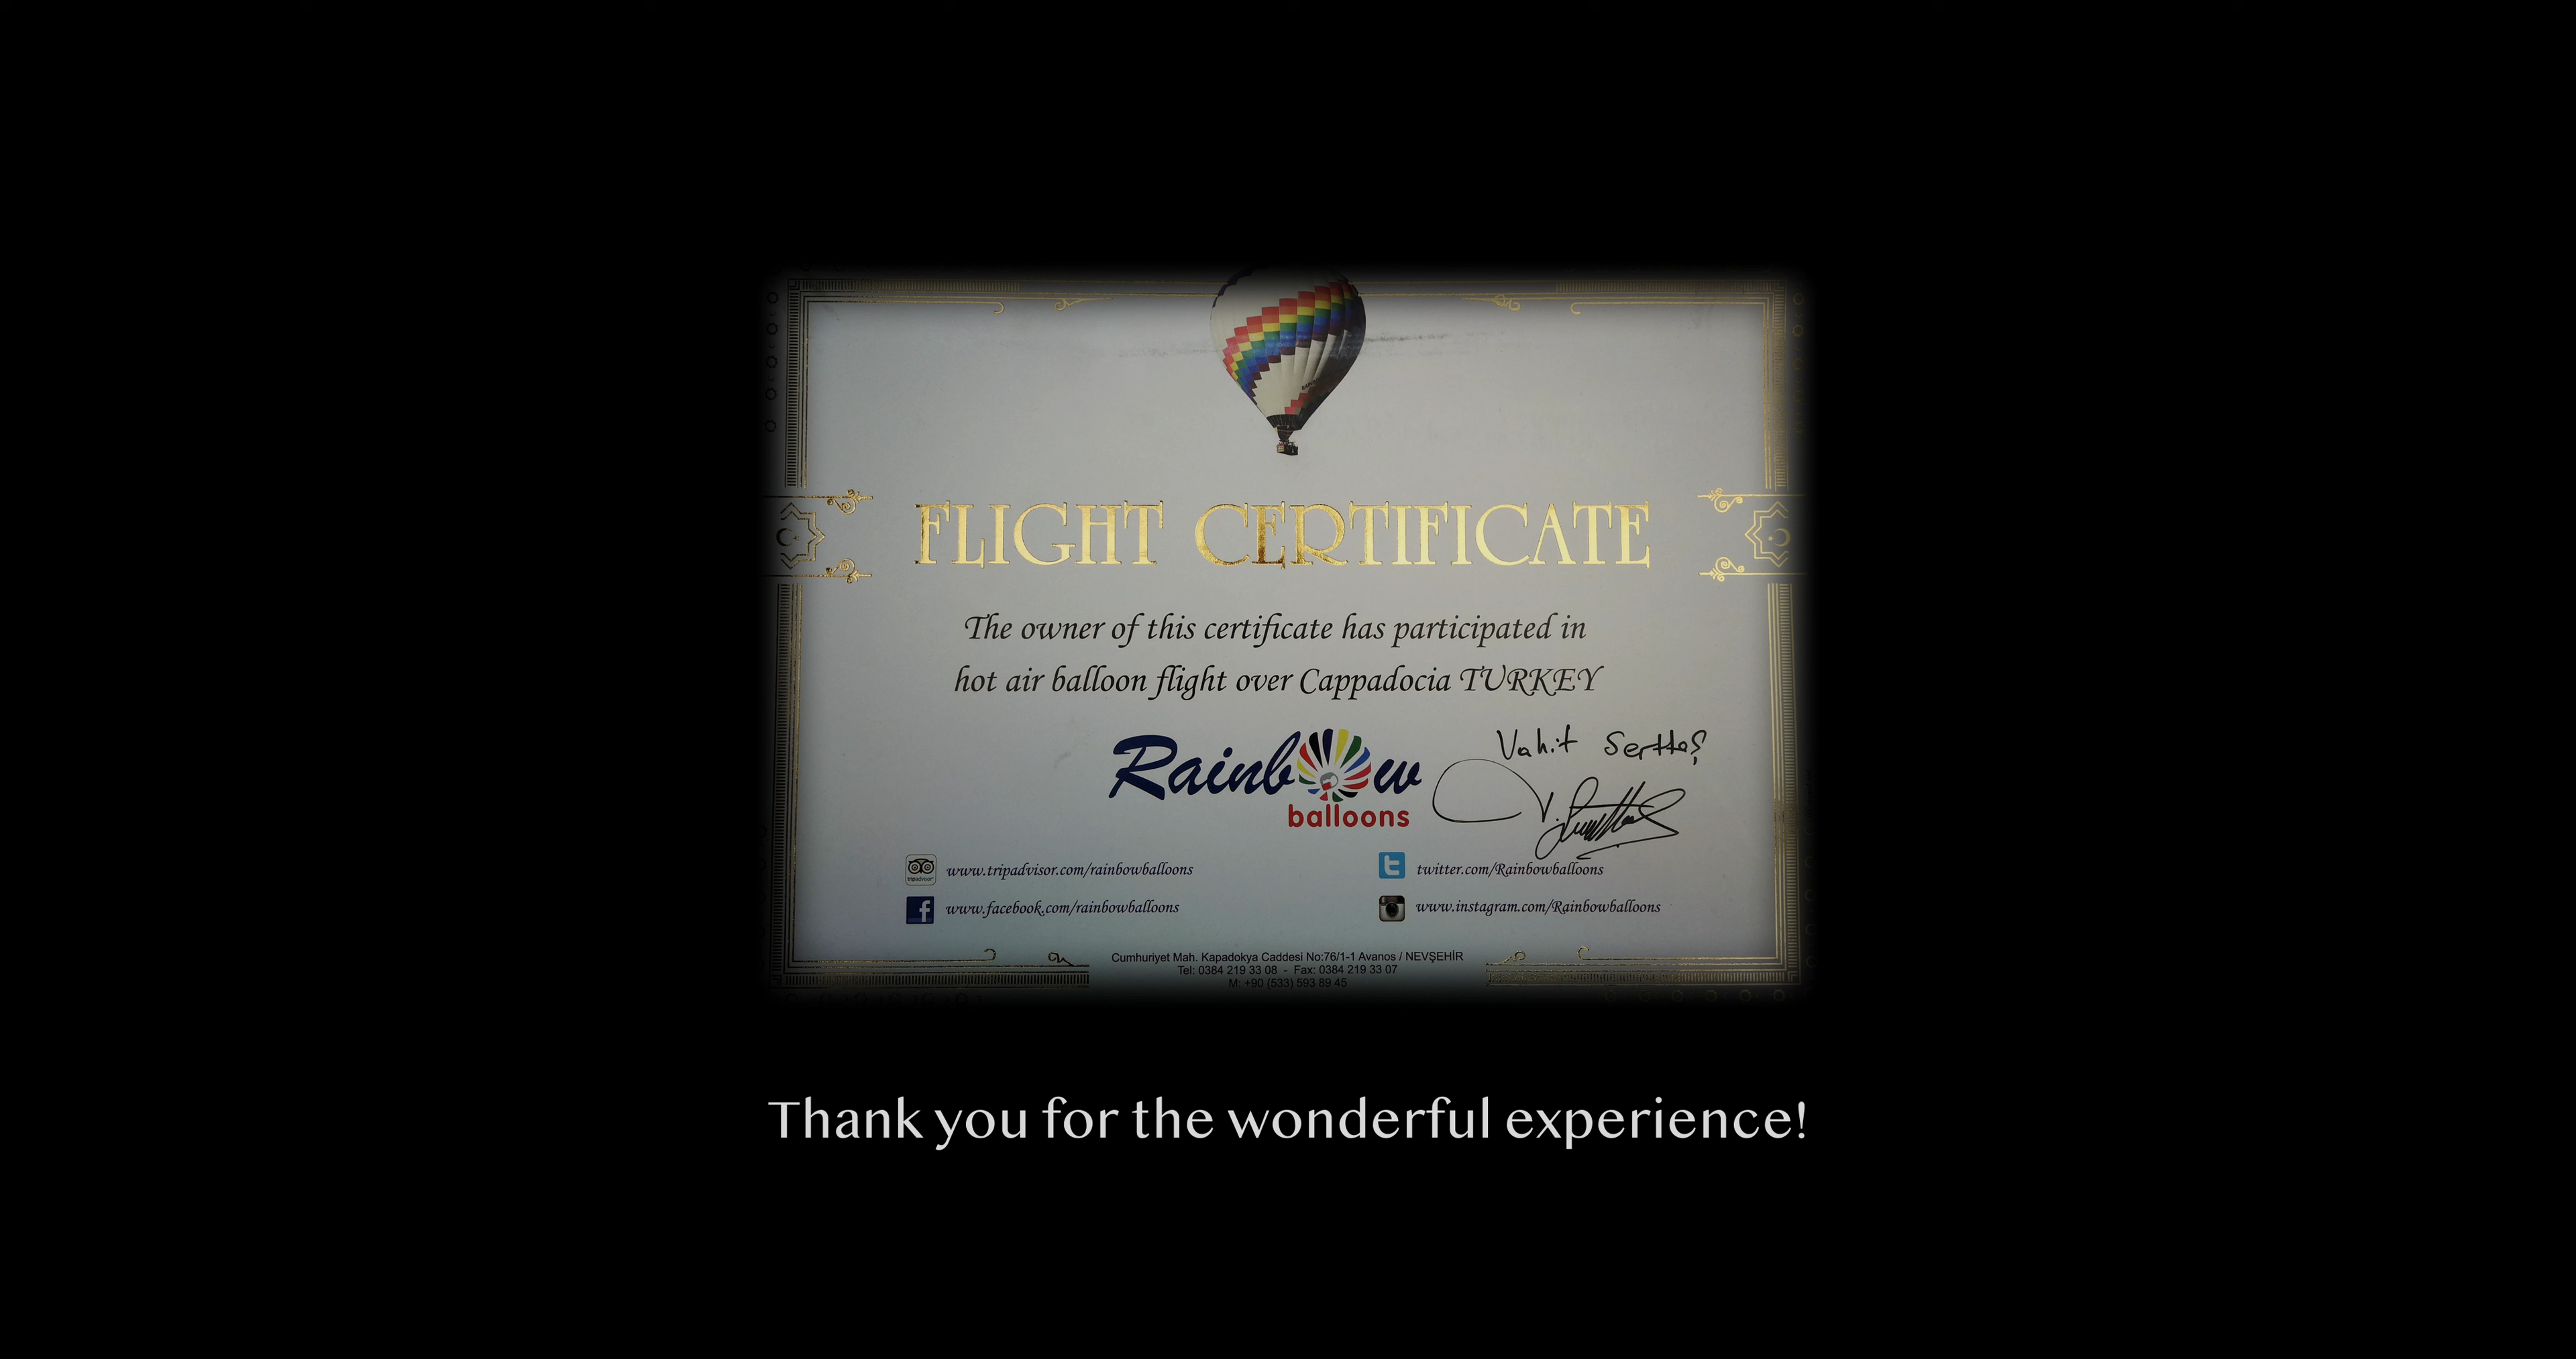 FLIGHT CERTIFICATE
The owner of this certificate has participated in
hot air balloon flight over Cappadocia TURKEY
Rainbow
balloons
Vahit Serttaş
www.tripadvisor.com/rainbowballoons
twitter.com/Rainbowballoons
www.facebook.com/rainbowballoons
www.instagram.com/Rainbowballoons
Cumhuriyet Mah. Kapadokya Caddesi No:76/1-1 Avanos / NEVŞEHİR
Tel: 0384 219 33 08 - Fax: 0384 219 33 07
M: +90 (533) 593 89 45
Thank you for the wonderful experience!